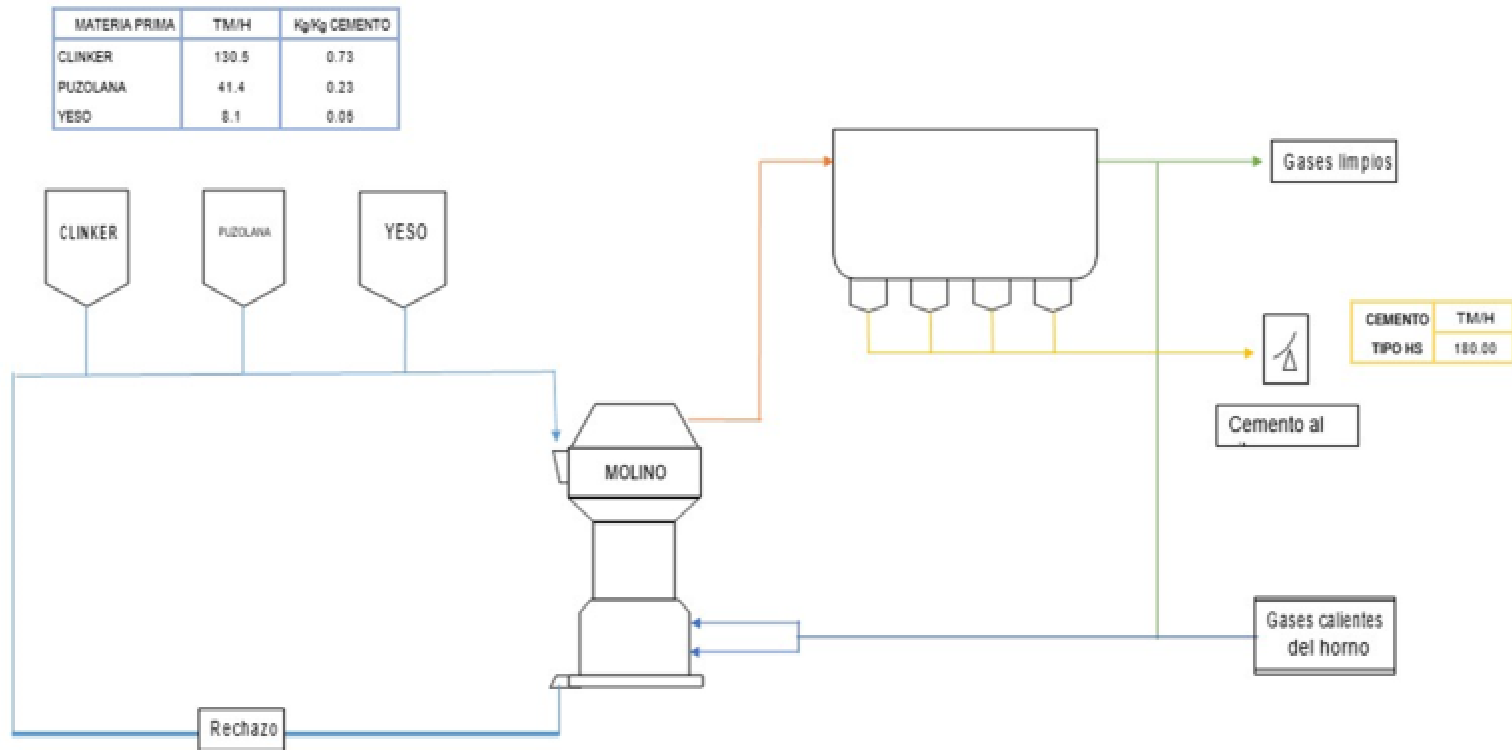 MATERIA PRIMA TM/H Kg/Kg CEMENTO
CLINKER 130.5 0.73
PUZOLANA 41.4 0.23
YESO 8.1 0.05
CLINKER
PUZOLANA
YESO
Gases limpios
CEMENTO TM/H
TIPO HS 180.00
Cemento al
MOLINO
Gases calientes
del horno
Rechazo